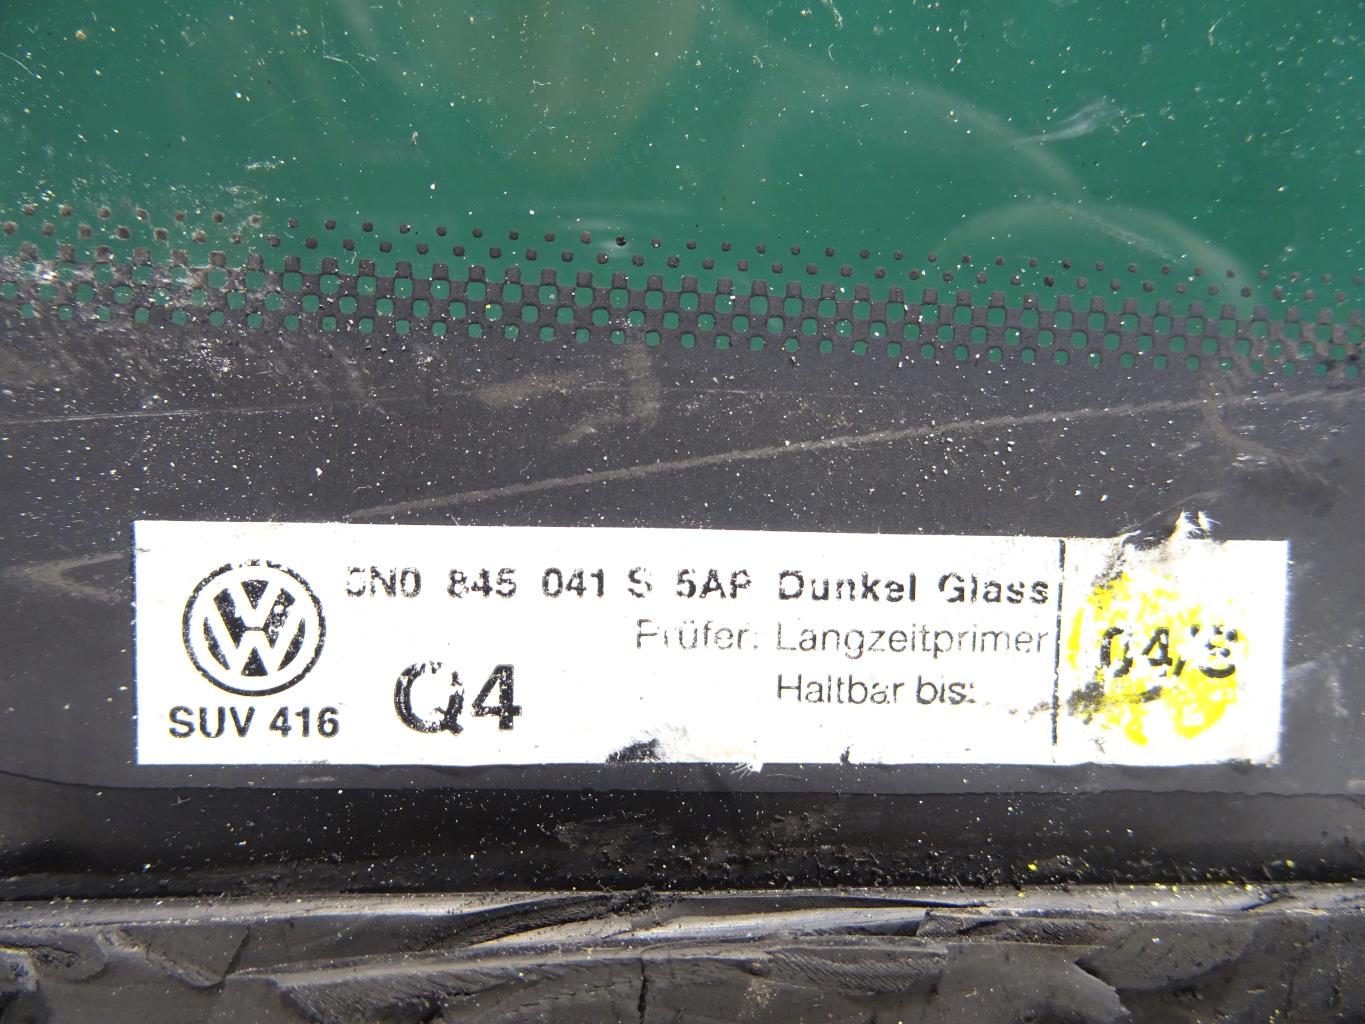 5N0 845 041 S 5AP Dunkel Glass
Prüfer: Langzeitprimer
Haltbar bis:
Q4
SUV 416